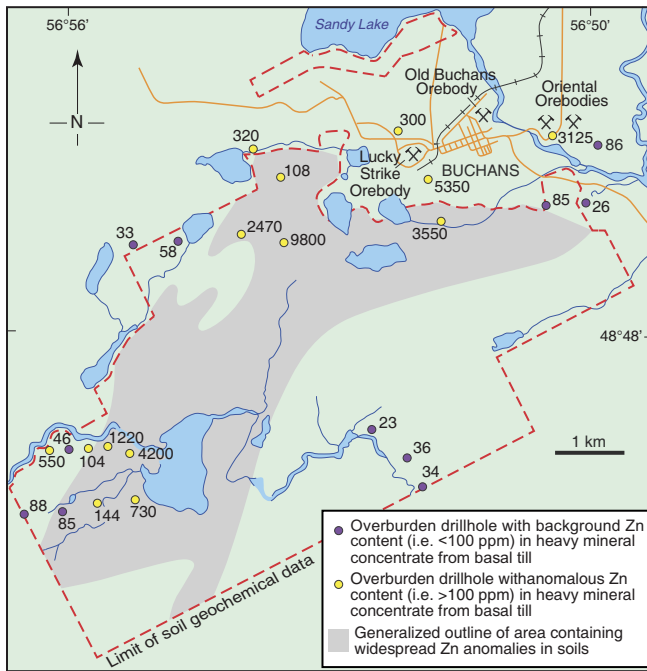 56°56'
56°50'
Sandy Lake
N
Old Buchans
Orebody
Oriental
Orebodies
300
320
3125
86
Lucky
Strike
Orebody
BUCHANS
108
5350
85
26
33
58
2470
9800
3550
48°48'
23
46
1220
36
1 km
550
104
4200
34
88
85
144
730
Limit of soil geochemical data
Overburden drillhole with background Zn
content (i.e. <100 ppm) in heavy mineral
concentrate from basal till
Overburden drillhole withanomalous Zn
content (i.e. >100 ppm) in heavy mineral
concentrate from basal till
Generalized outline of area containing
widespread Zn anomalies in soils